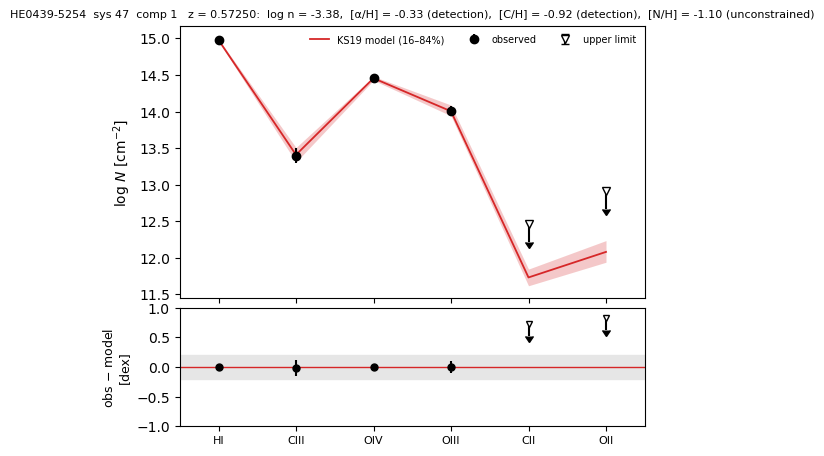 HE0439-5254  sys 47  comp 1   z = 0.57250:  log n = -3.38,  [α/H] = -0.33 (detection),  [C/H] = -0.92 (detection),  [N/H] = -1.10 (unconstrained)
KS19 model (16–84%)
observed
upper limit
log N [cm⁻²]
15.0
14.5
14.0
13.5
13.0
12.5
12.0
11.5
obs − model
[dex]
1.0
0.5
0.0
−0.5
−1.0
HI
CIII
OIV
OIII
CII
OII